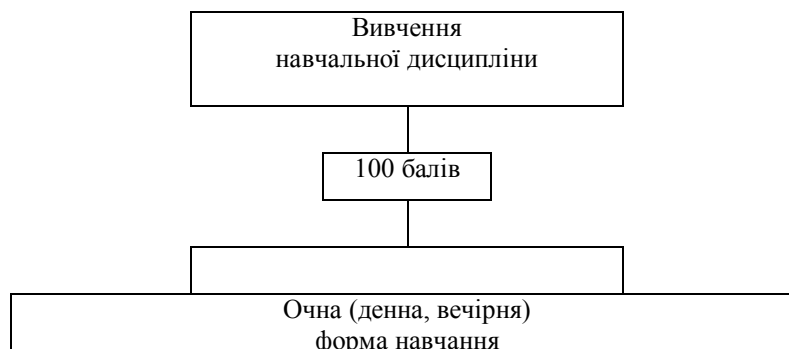 Вивчення
навчальної дисципліни
100 балів
Очна (денна, вечірня)
форма навчання